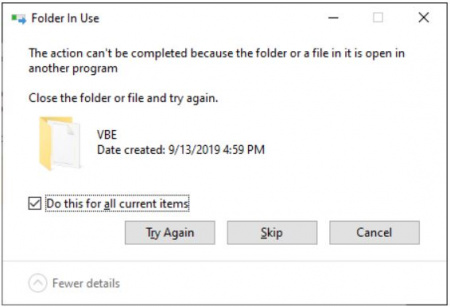 Folder In Use
The action can't be completed because the folder or a file in it is open in
another program
Close the folder or file and try again.
VBE
Date created: 9/13/2019 4:59 PM
Do this for all current items
Try Again Skip Cancel
Fewer details